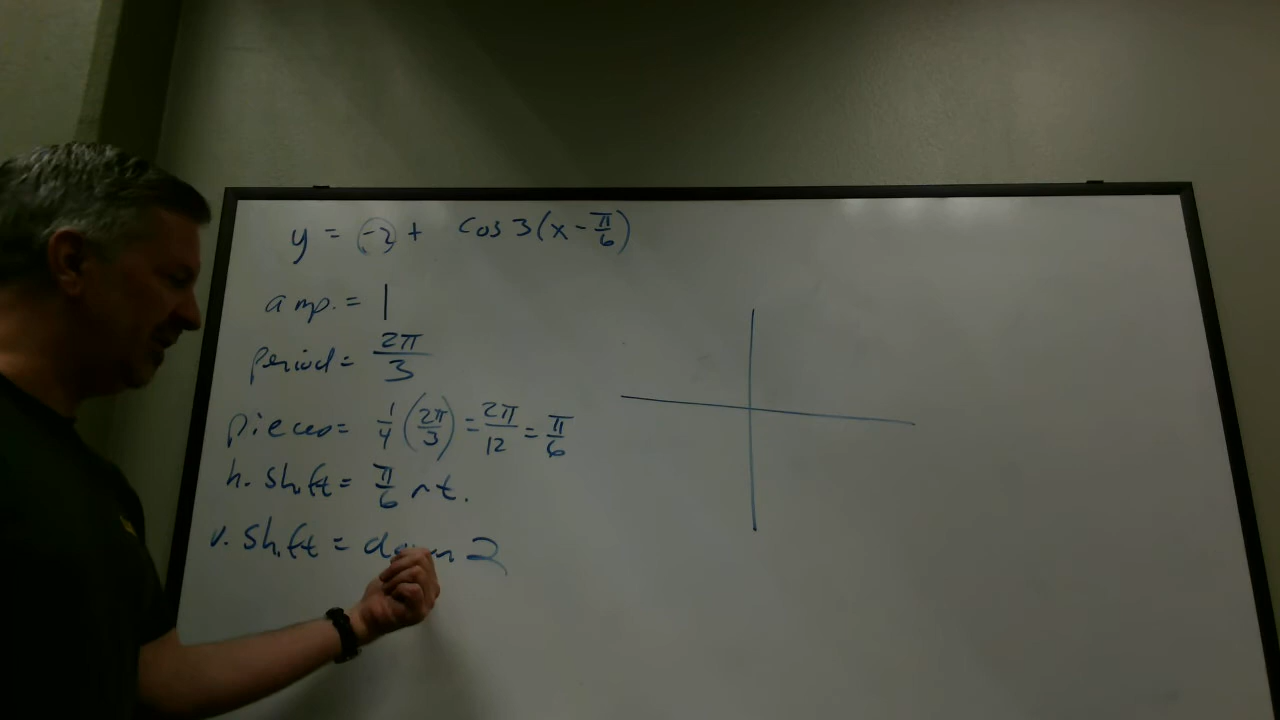 y = -2 + cos 3(x - π/6)
amp. = 1
period = 2π/3
pieces = 1/4 (2π/3) = 2π/12 = π/6
h. shift = π/6 rt.
v. shift = down 2